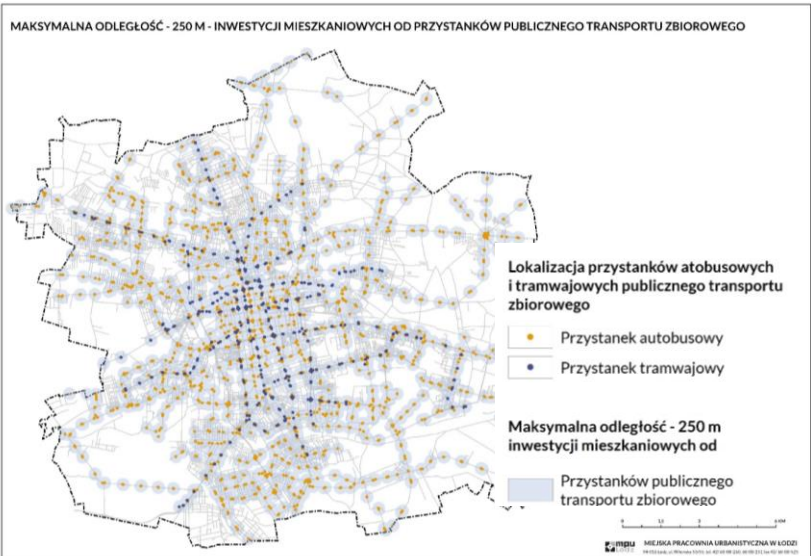 MAKSYMALNA ODLEGŁOŚĆ - 250 M - INWESTYCJI MIESZKANIOWYCH OD PRZYSTANKÓW PUBLICZNEGO TRANSPORTU ZBIOROWEGO
Lokalizacja przystanków atobusowych
i tramwajowych publicznego transportu
zbiorowego
Przystanek autobusowy
Przystanek tramwajowy
Maksymalna odległość - 250 m
inwestycji mieszkaniowych od
Przystanków publicznego
transportu zbiorowego
mpu
MIEJSKA PRACOWNIA URBANISTYCZNA W ŁODZI